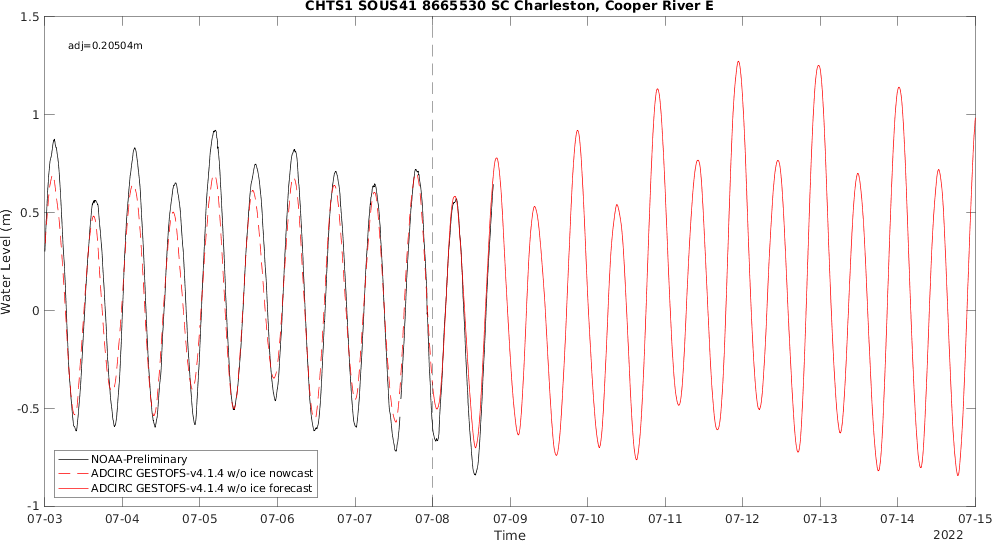 CHTS1 SOUS41 8665530 SC Charleston, Cooper River E
1.5
adj=0.20504m
1
0.5
Water Level (m)
0
-0.5
NOAA-Preliminary
ADCIRC GESTOFS-v4.1.4 w/o ice nowcast
ADCIRC GESTOFS-v4.1.4 w/o ice forecast
-1
07-03 07-04 07-05 07-06 07-07 07-08 07-09 07-10 07-11 07-12 07-13 07-14 07-15
Time
2022